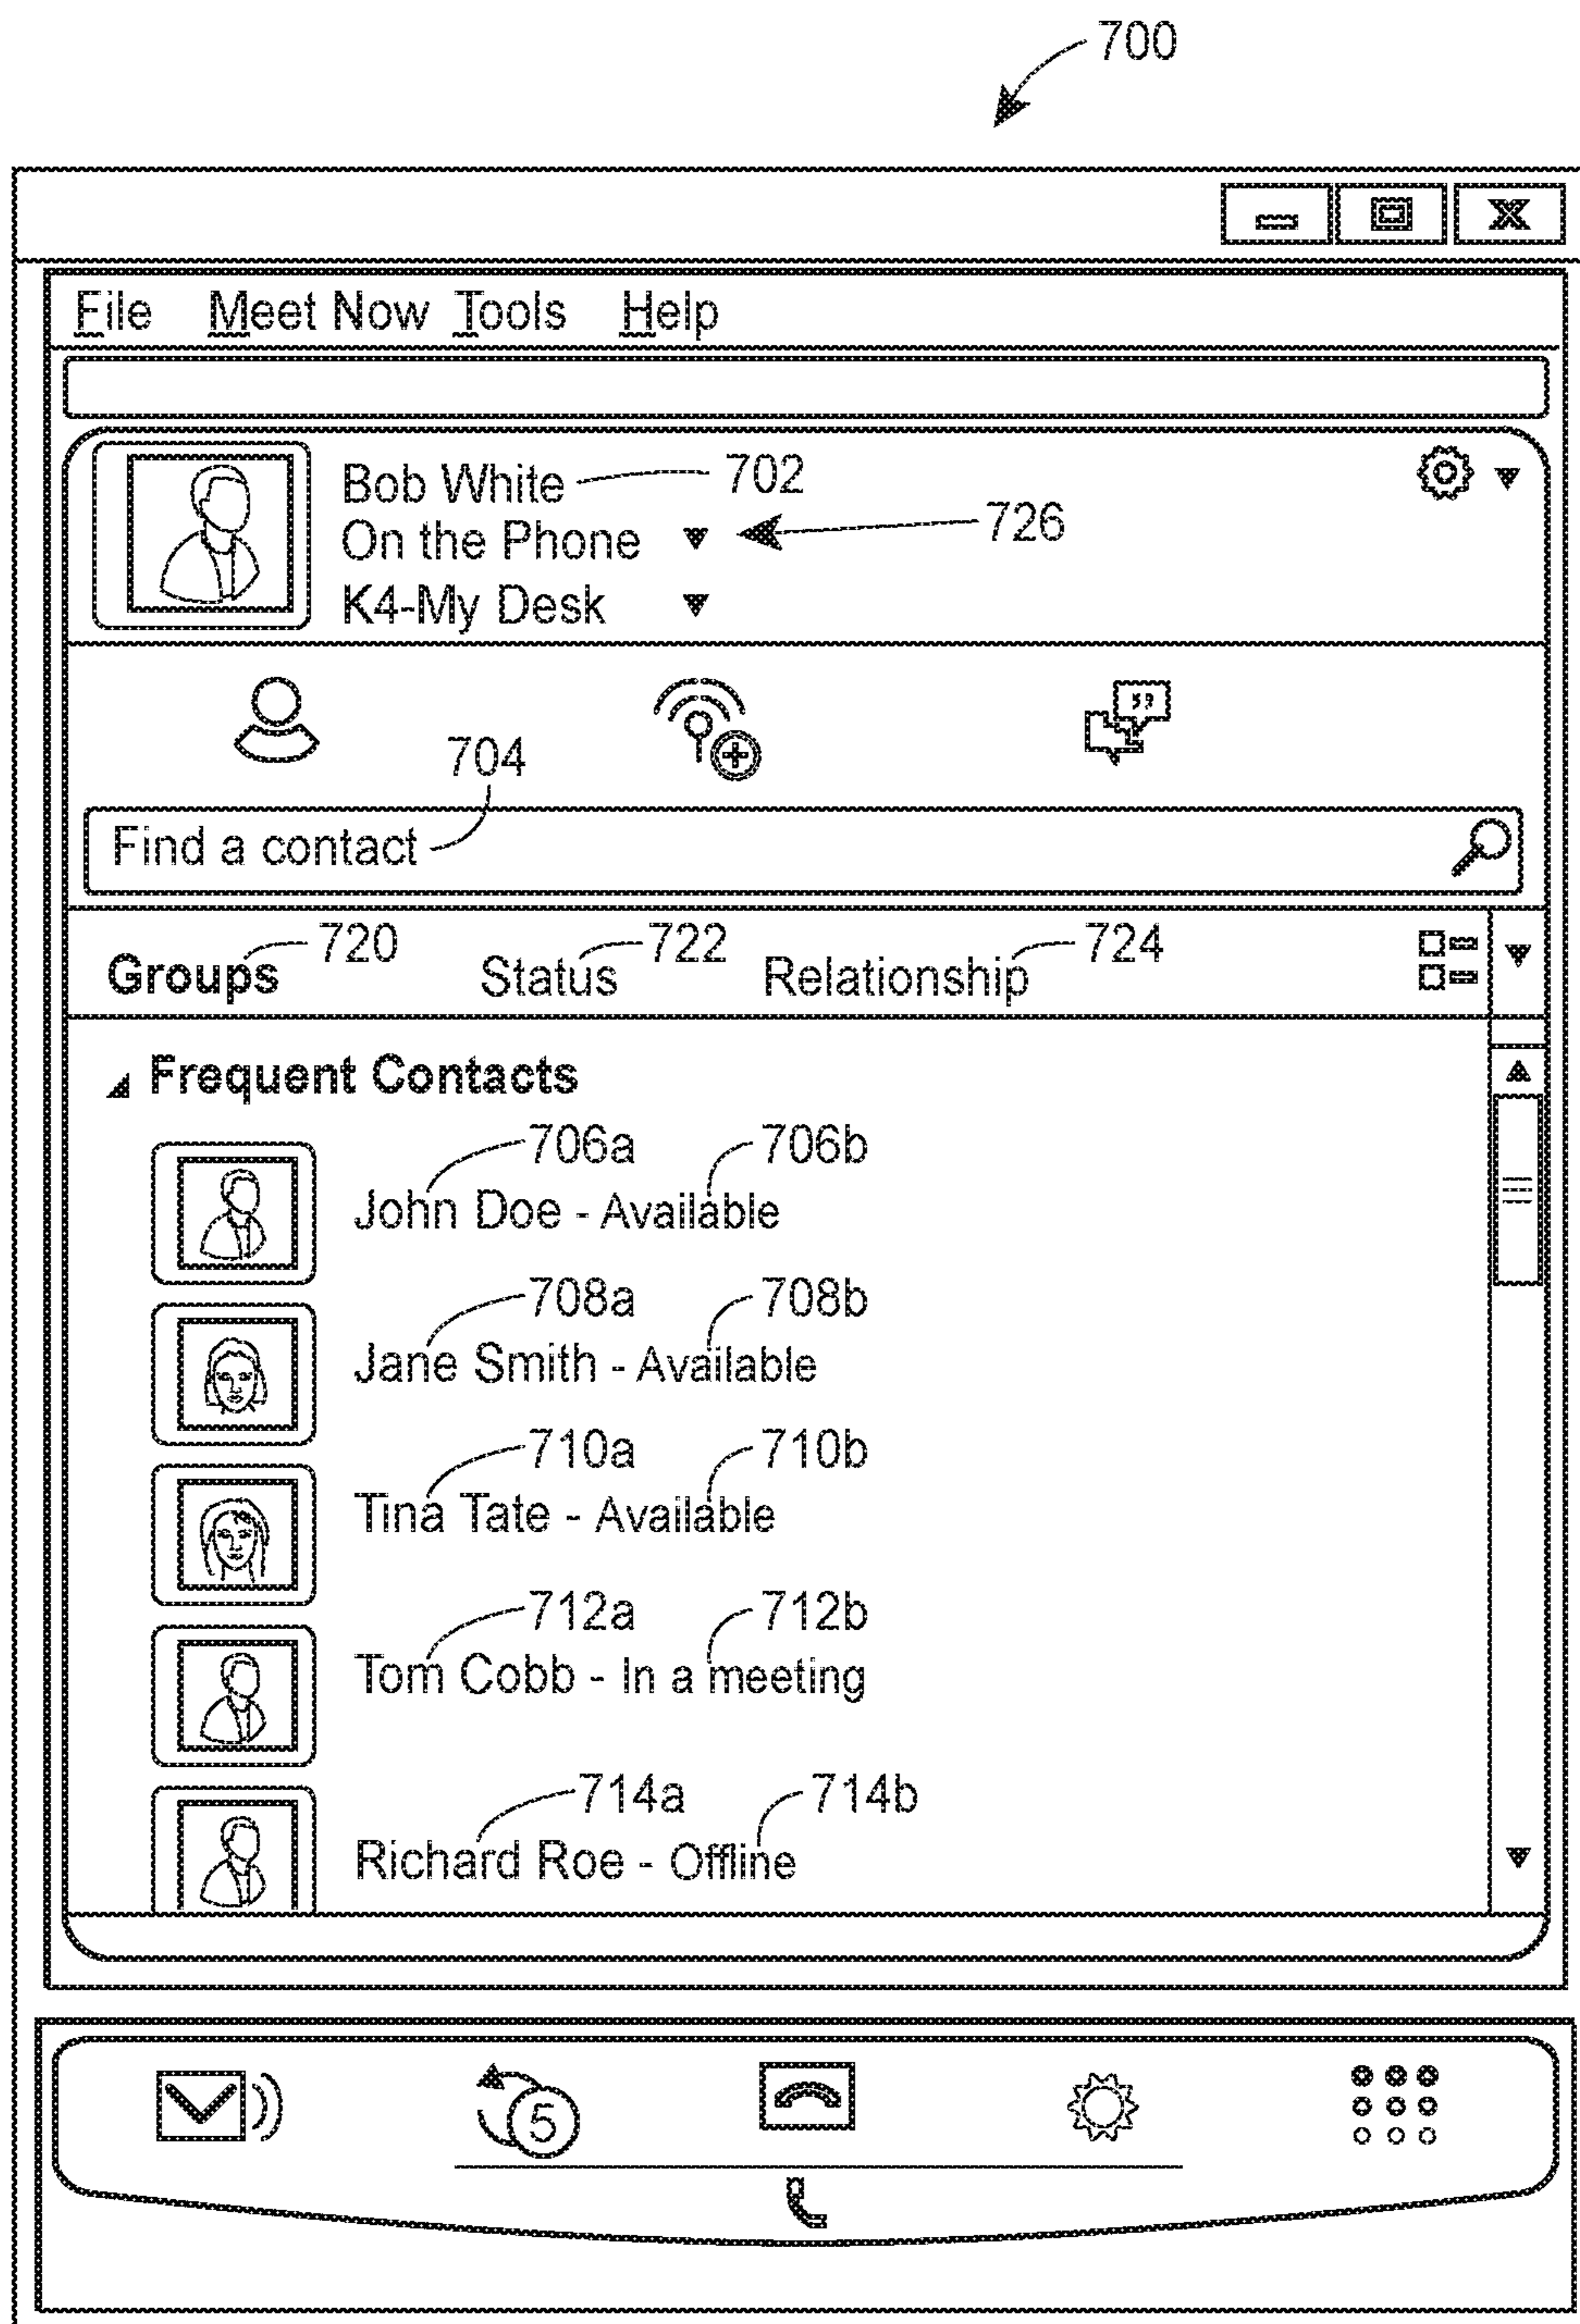 700
File Meet Now Tools Help
Bob White 702
On the Phone 726
K4-My Desk
704
Find a contact
720 722 724
Groups Status Relationship
Frequent Contacts
706a 706b
John Doe - Available
708a 708b
Jane Smith - Available
710a 710b
Tina Tate - Available
712a 712b
Tom Cobb - In a meeting
714a 714b
Richard Roe - Offline
5